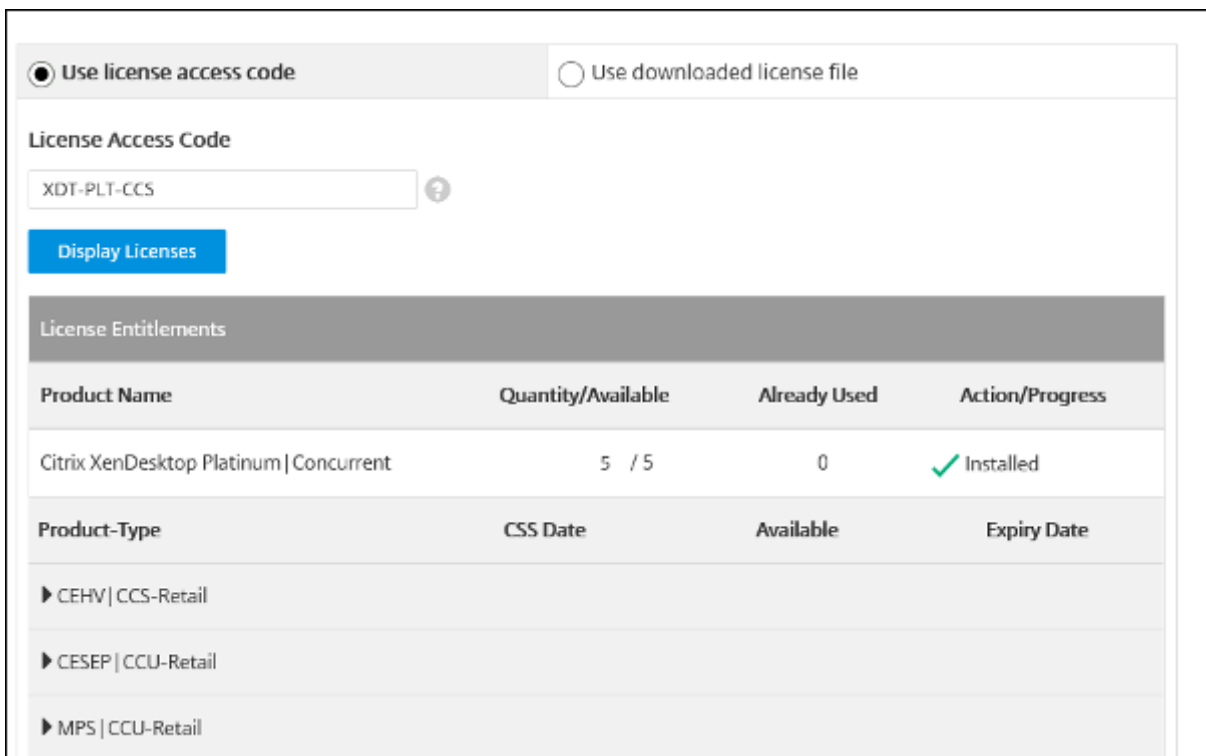 Use license access code Use downloaded license file
License Access Code
XDT-PLT-CCS
?
Display Licenses
License Entitlements
Product Name Quantity/Available Already Used Action/Progress
Citrix XenDesktop Platinum|Concurrent 5 / 5 0 Installed
Product-Type CSS Date Available Expiry Date
CEHV|CCS-Retail
CESEP|CCU-Retail
MPS|CCU-Retail